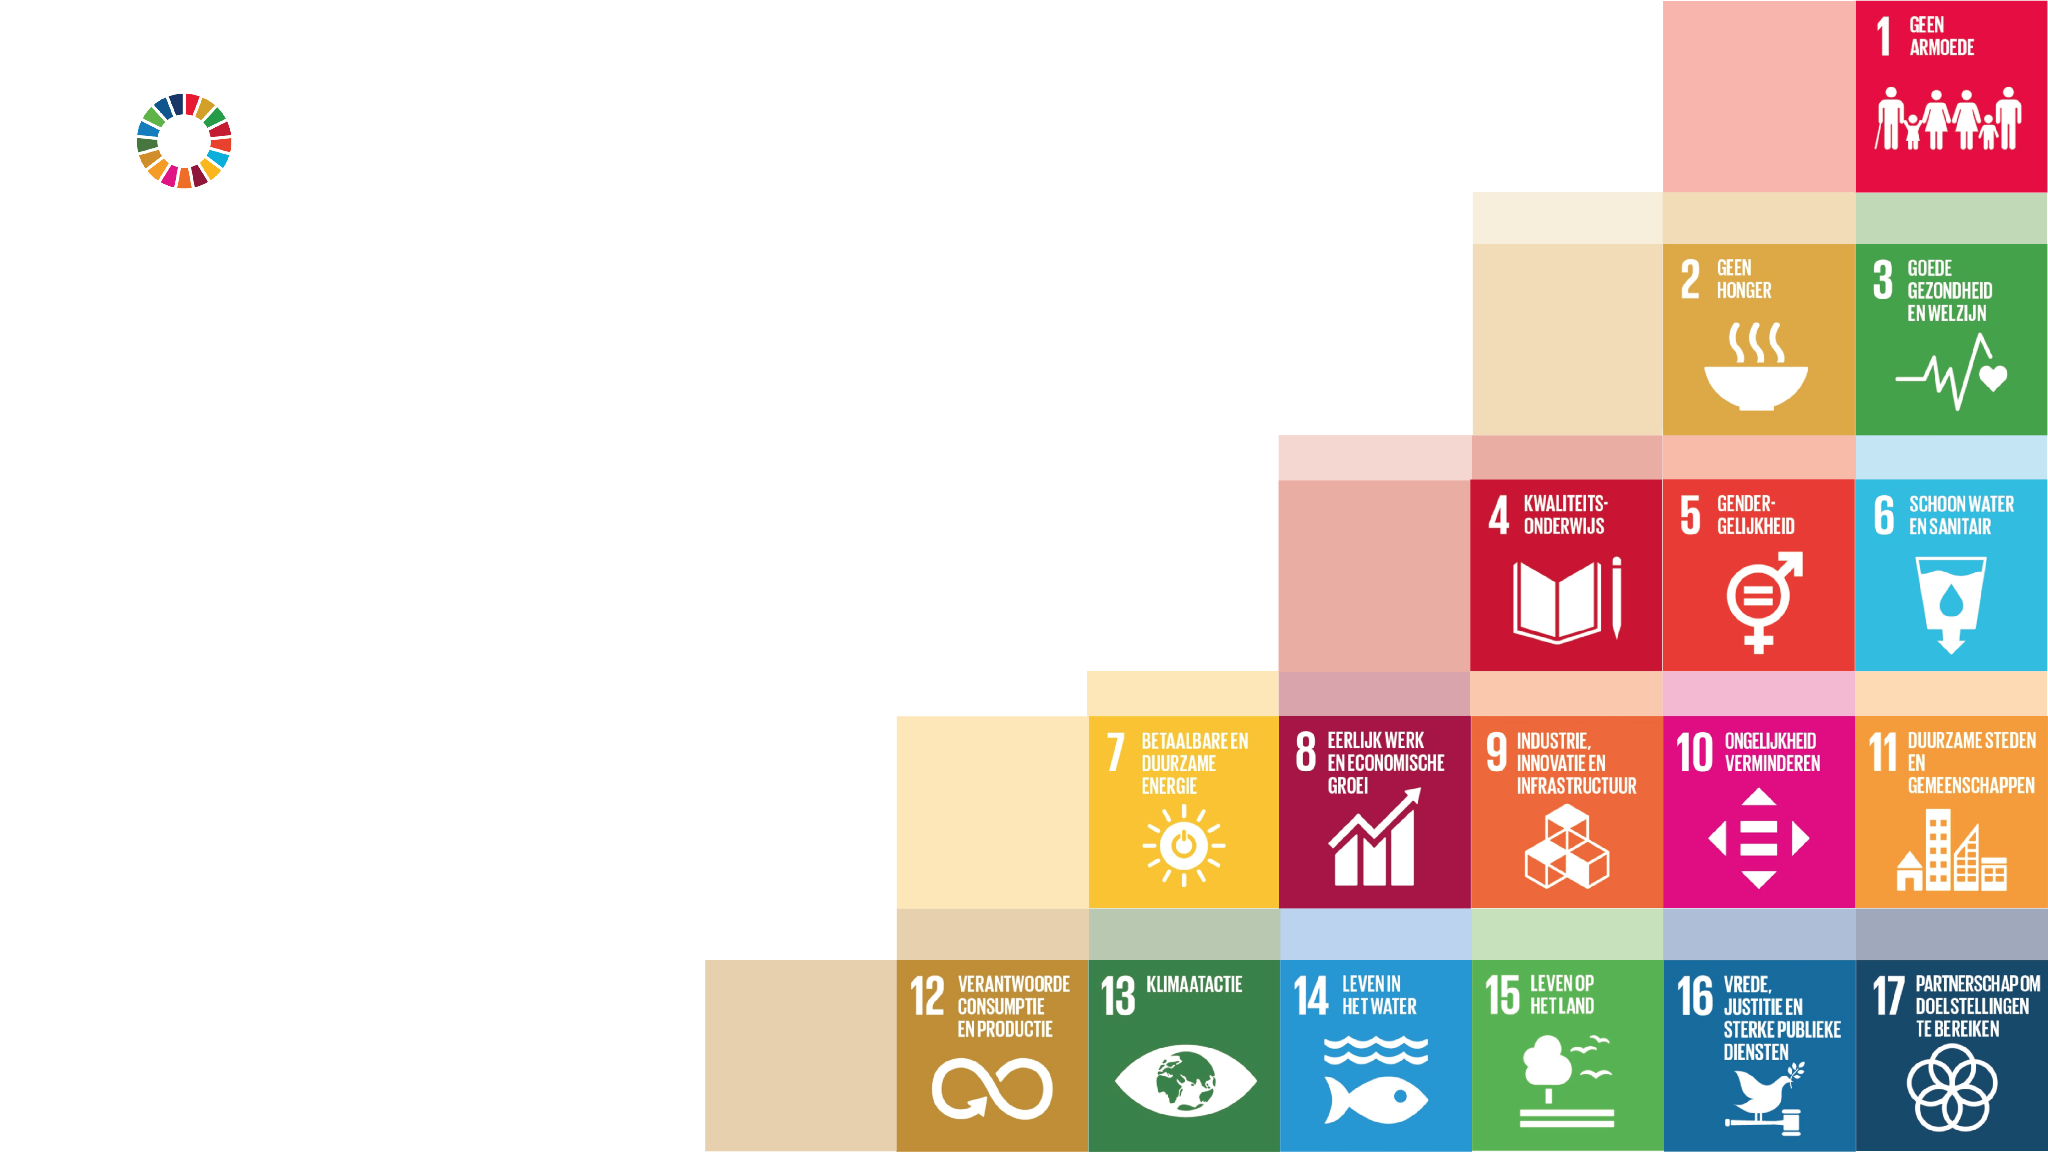 1 GEEN
ARMOEDE
2 GEEN
HONGER
3 GOEDE
GEZONDHEID
EN WELZIJN
4 KWALITEITS-
ONDERWIJS
5 GENDER-
GELIJKHEID
6 SCHOON WATER
EN SANITAIR
7 BETAALBARE EN
DUURZAME
ENERGIE
8 EERLIJK WERK
EN ECONOMISCHE
GROEI
9 INDUSTRIE,
INNOVATIE EN
INFRASTRUCTUUR
10 ONGELIJKHEID
VERMINDEREN
11 DUURZAME STEDEN
EN
GEMEENSCHAPPEN
12 VERANTWOORDE
CONSUMPTIE
EN PRODUCTIE
13 KLIMAATACTIE
14 LEVEN IN
HET WATER
15 LEVEN OP
HET LAND
16 VREDE,
JUSTITIE EN
STERKE PUBLIEKE
DIENSTEN
17 PARTNERSCHAP OM
DOELSTELLINGEN
TE BEREIKEN